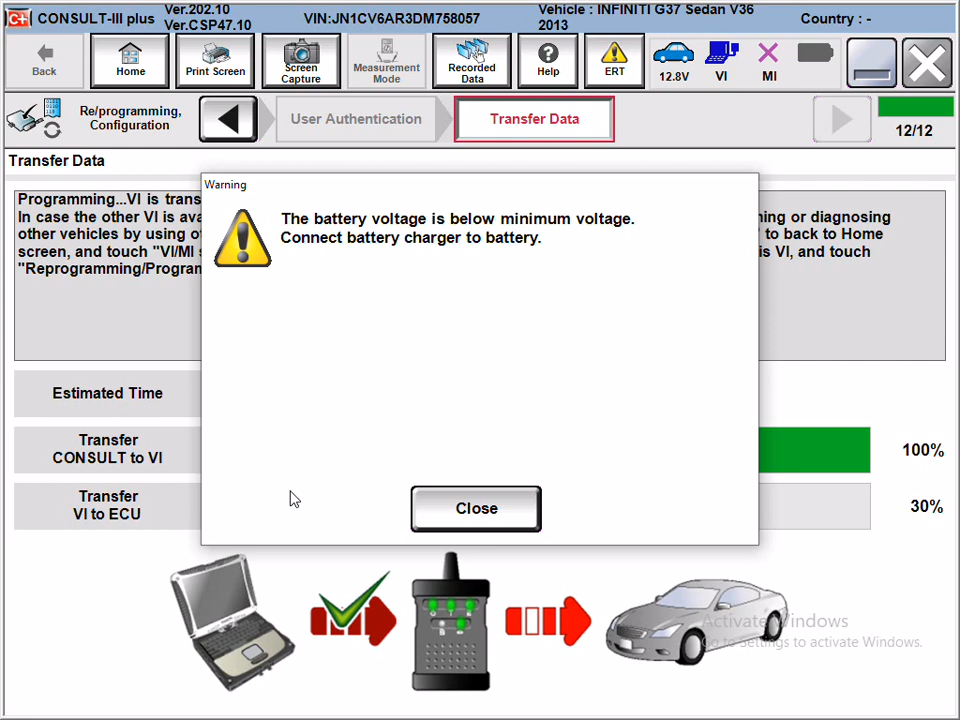 C+ CONSULT-III plus
Ver.202.10
Ver.CSP47.10
VIN:JN1CV6AR3DM758057
Vehicle : INFINITI G37 Sedan V36
2013
Country : -
Back
Home
Print Screen
Screen
Capture
Measurement
Mode
Recorded
Data
Help
ERT
12.8V
VI
MI
Re/programming,
Configuration
User Authentication
Transfer Data
12/12
Transfer Data
Programming...VI is trans
In case the other VI is ava
ning or diagnosing
other vehicles by using o
" to back to Home
screen, and touch "VI/MI
is VI, and touch
"Reprogramming/Program
Warning
The battery voltage is below minimum voltage.
Connect battery charger to battery.
Close
Estimated Time
Transfer
CONSULT to VI
100%
Transfer
VI to ECU
30%
Activate Windows
Go to Settings to activate Windows.